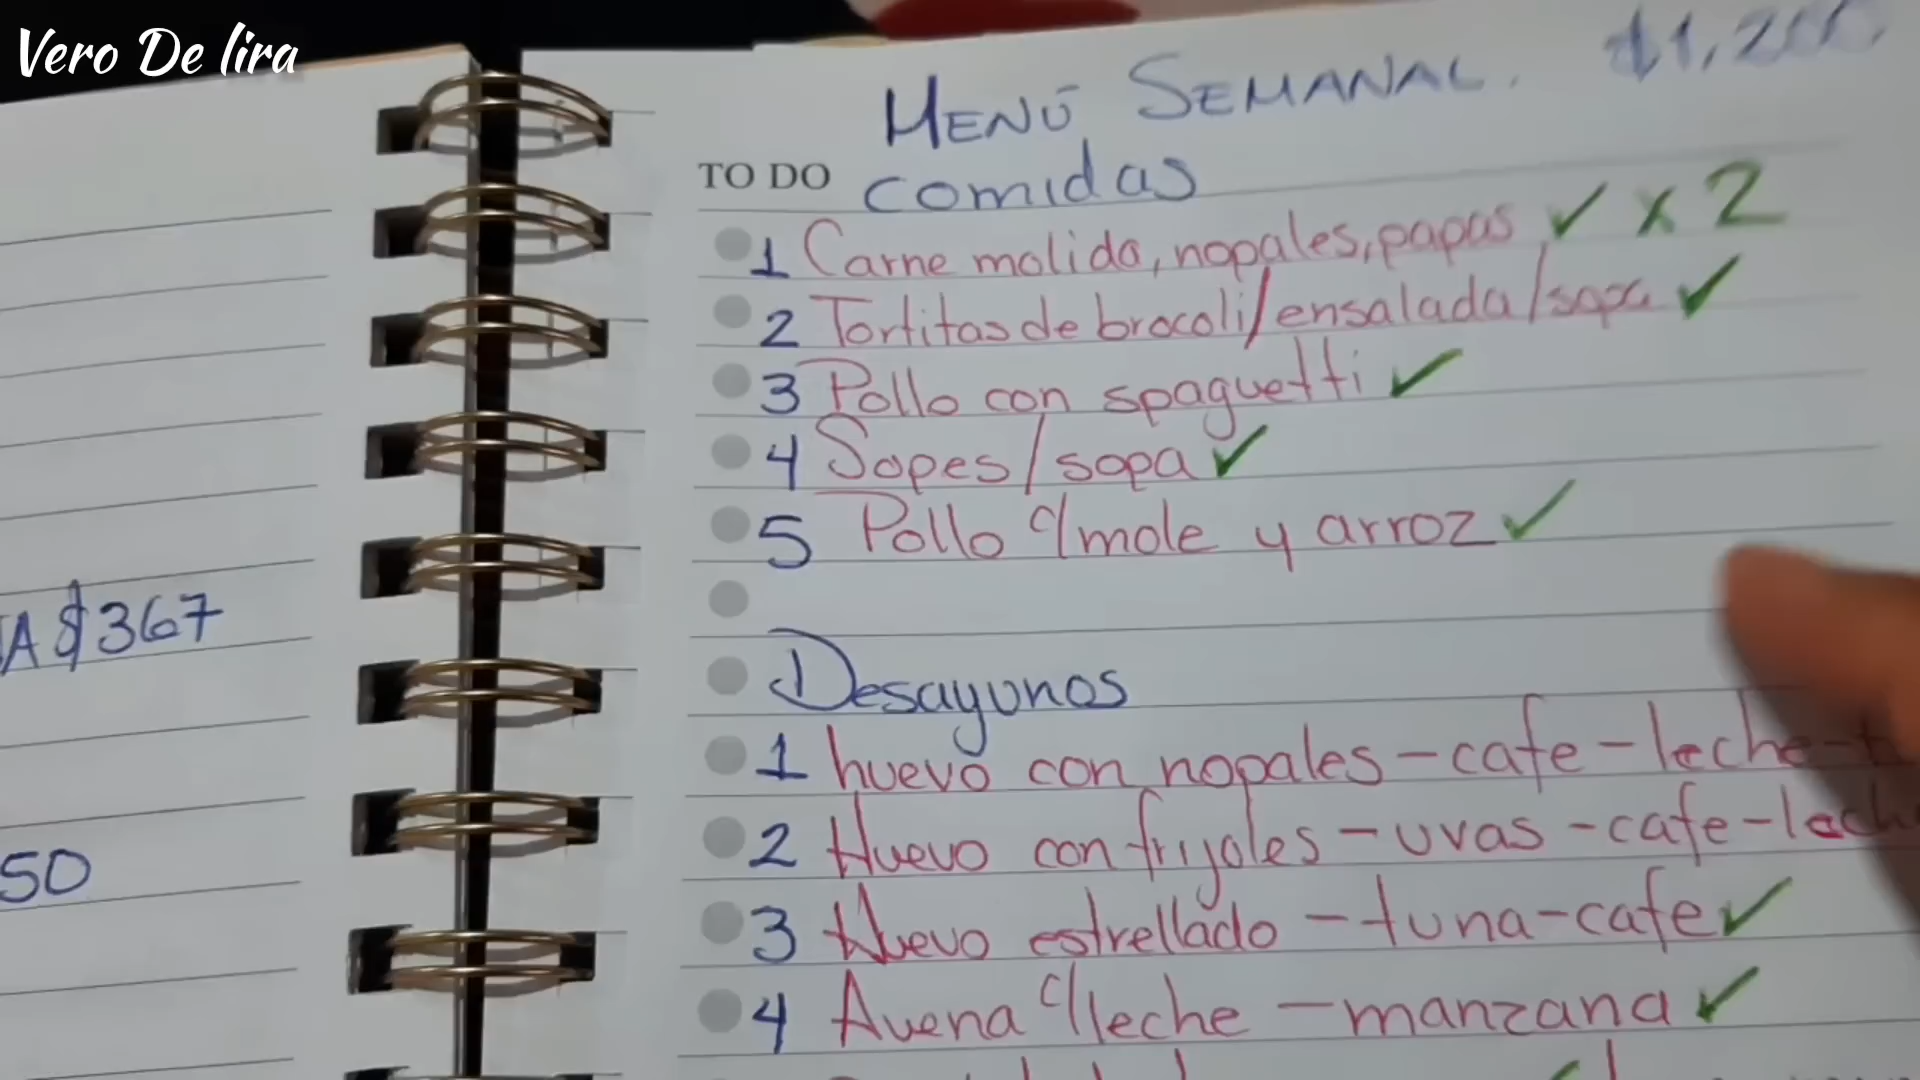 Vero De lira
MENÚ SEMANAL. $1,200
TO DO comidas
1 Carne molida, nopales, papas ✓ x 2
2 Tortitas de brocoli/ensalada/sopa ✓
3 Pollo con spaguetti ✓
4 Sopes/sopa ✓
5 Pollo c/mole y arroz ✓
A $367
Desayunos
1 huevo con nopales - cafe - leche -
2 Huevo con frijoles - uvas - cafe - lech
50
3 Huevo estrellado - tuna - cafe ✓
4 Avena c/leche - manzana ✓